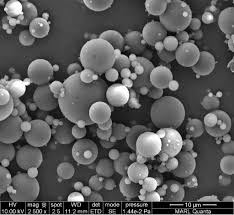 HV mag spot WD det mode pressure 10 µm
10.00 kV 2 500 x 2.5 11.2 mm ETD SE 1.44e-2 Pa MARL Quanta